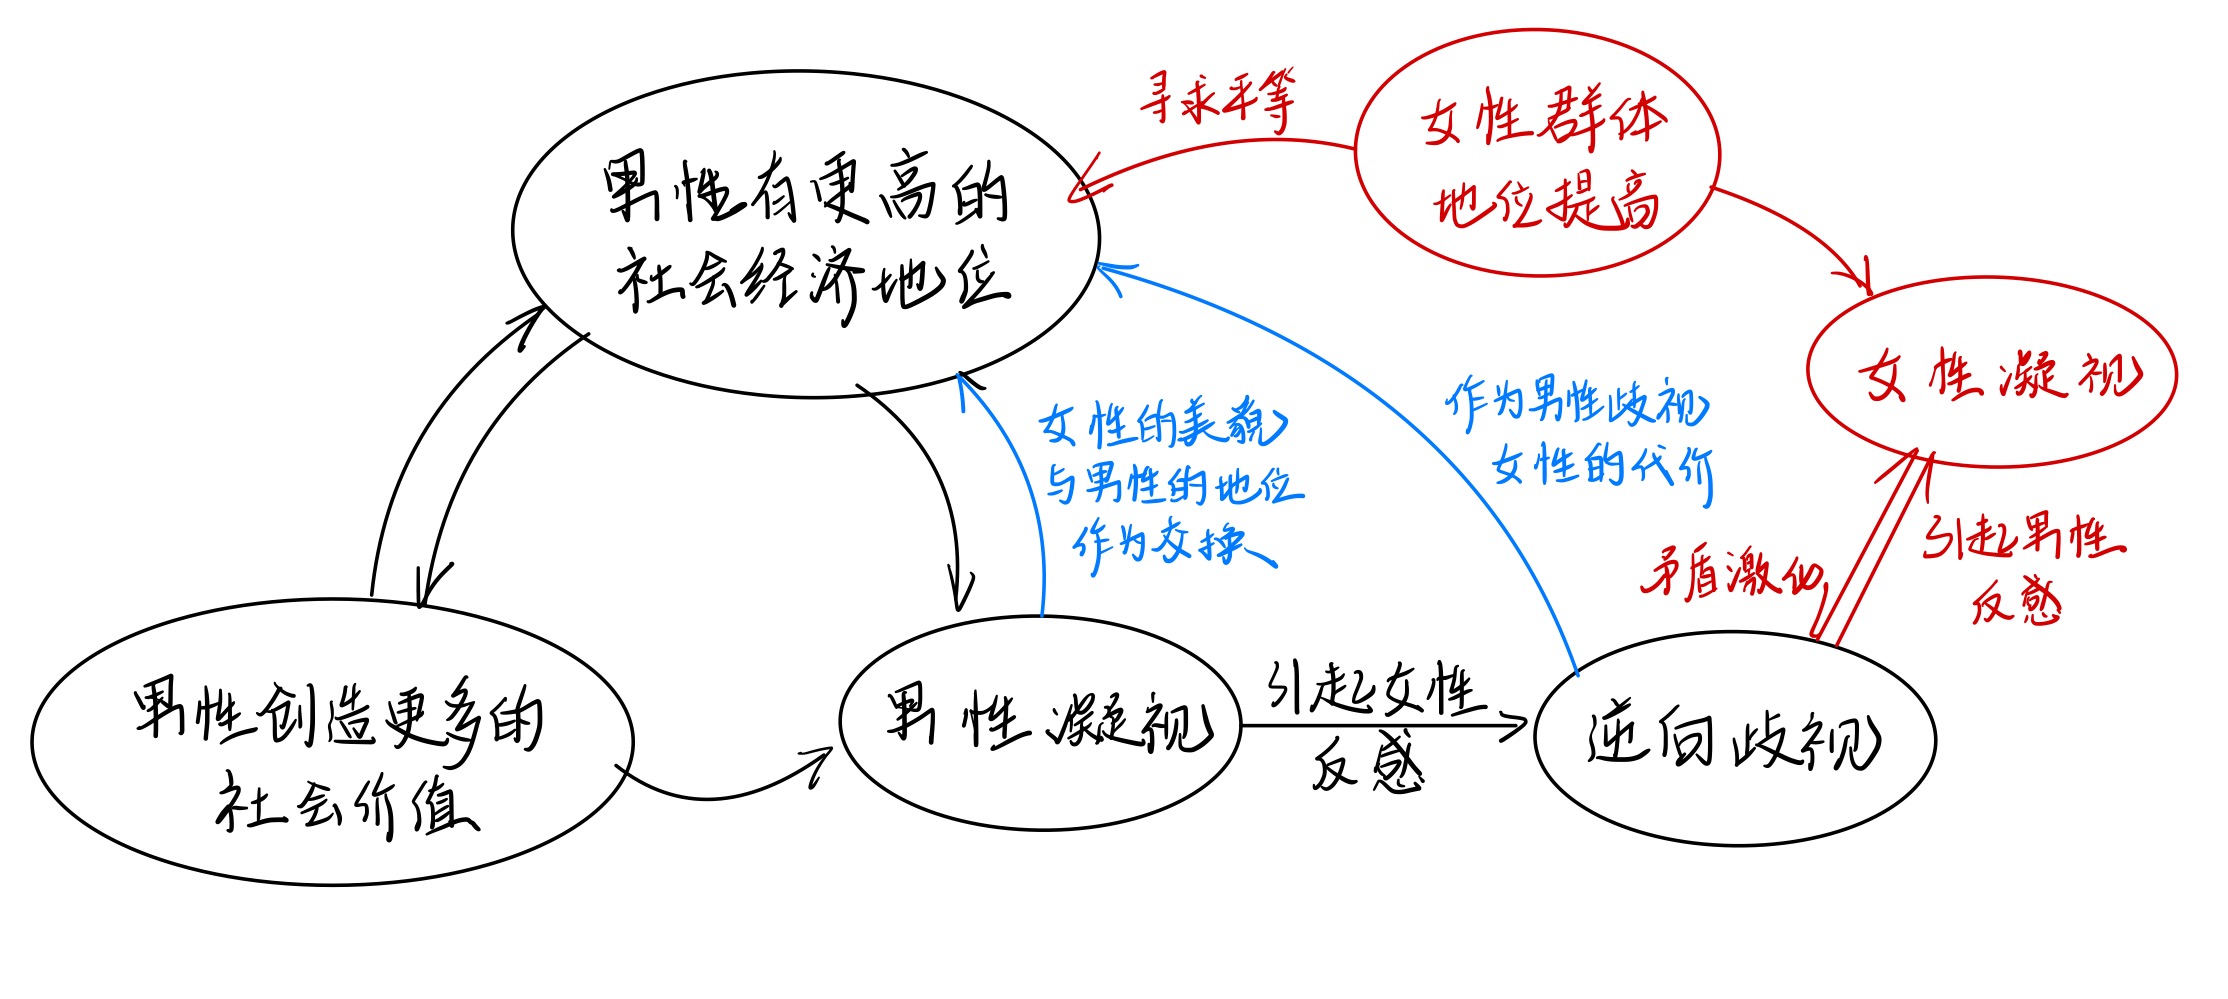 寻求平等
女性群体
地位提高
男性有更高的
社会经济地位
女性凝视
女性的美貌
与男性的地位
作为交换
作为男性歧视
女性的代价
矛盾激化
引起男性
反感
男性创造更多的
社会价值
男性凝视
引起女性
反感
逆向歧视